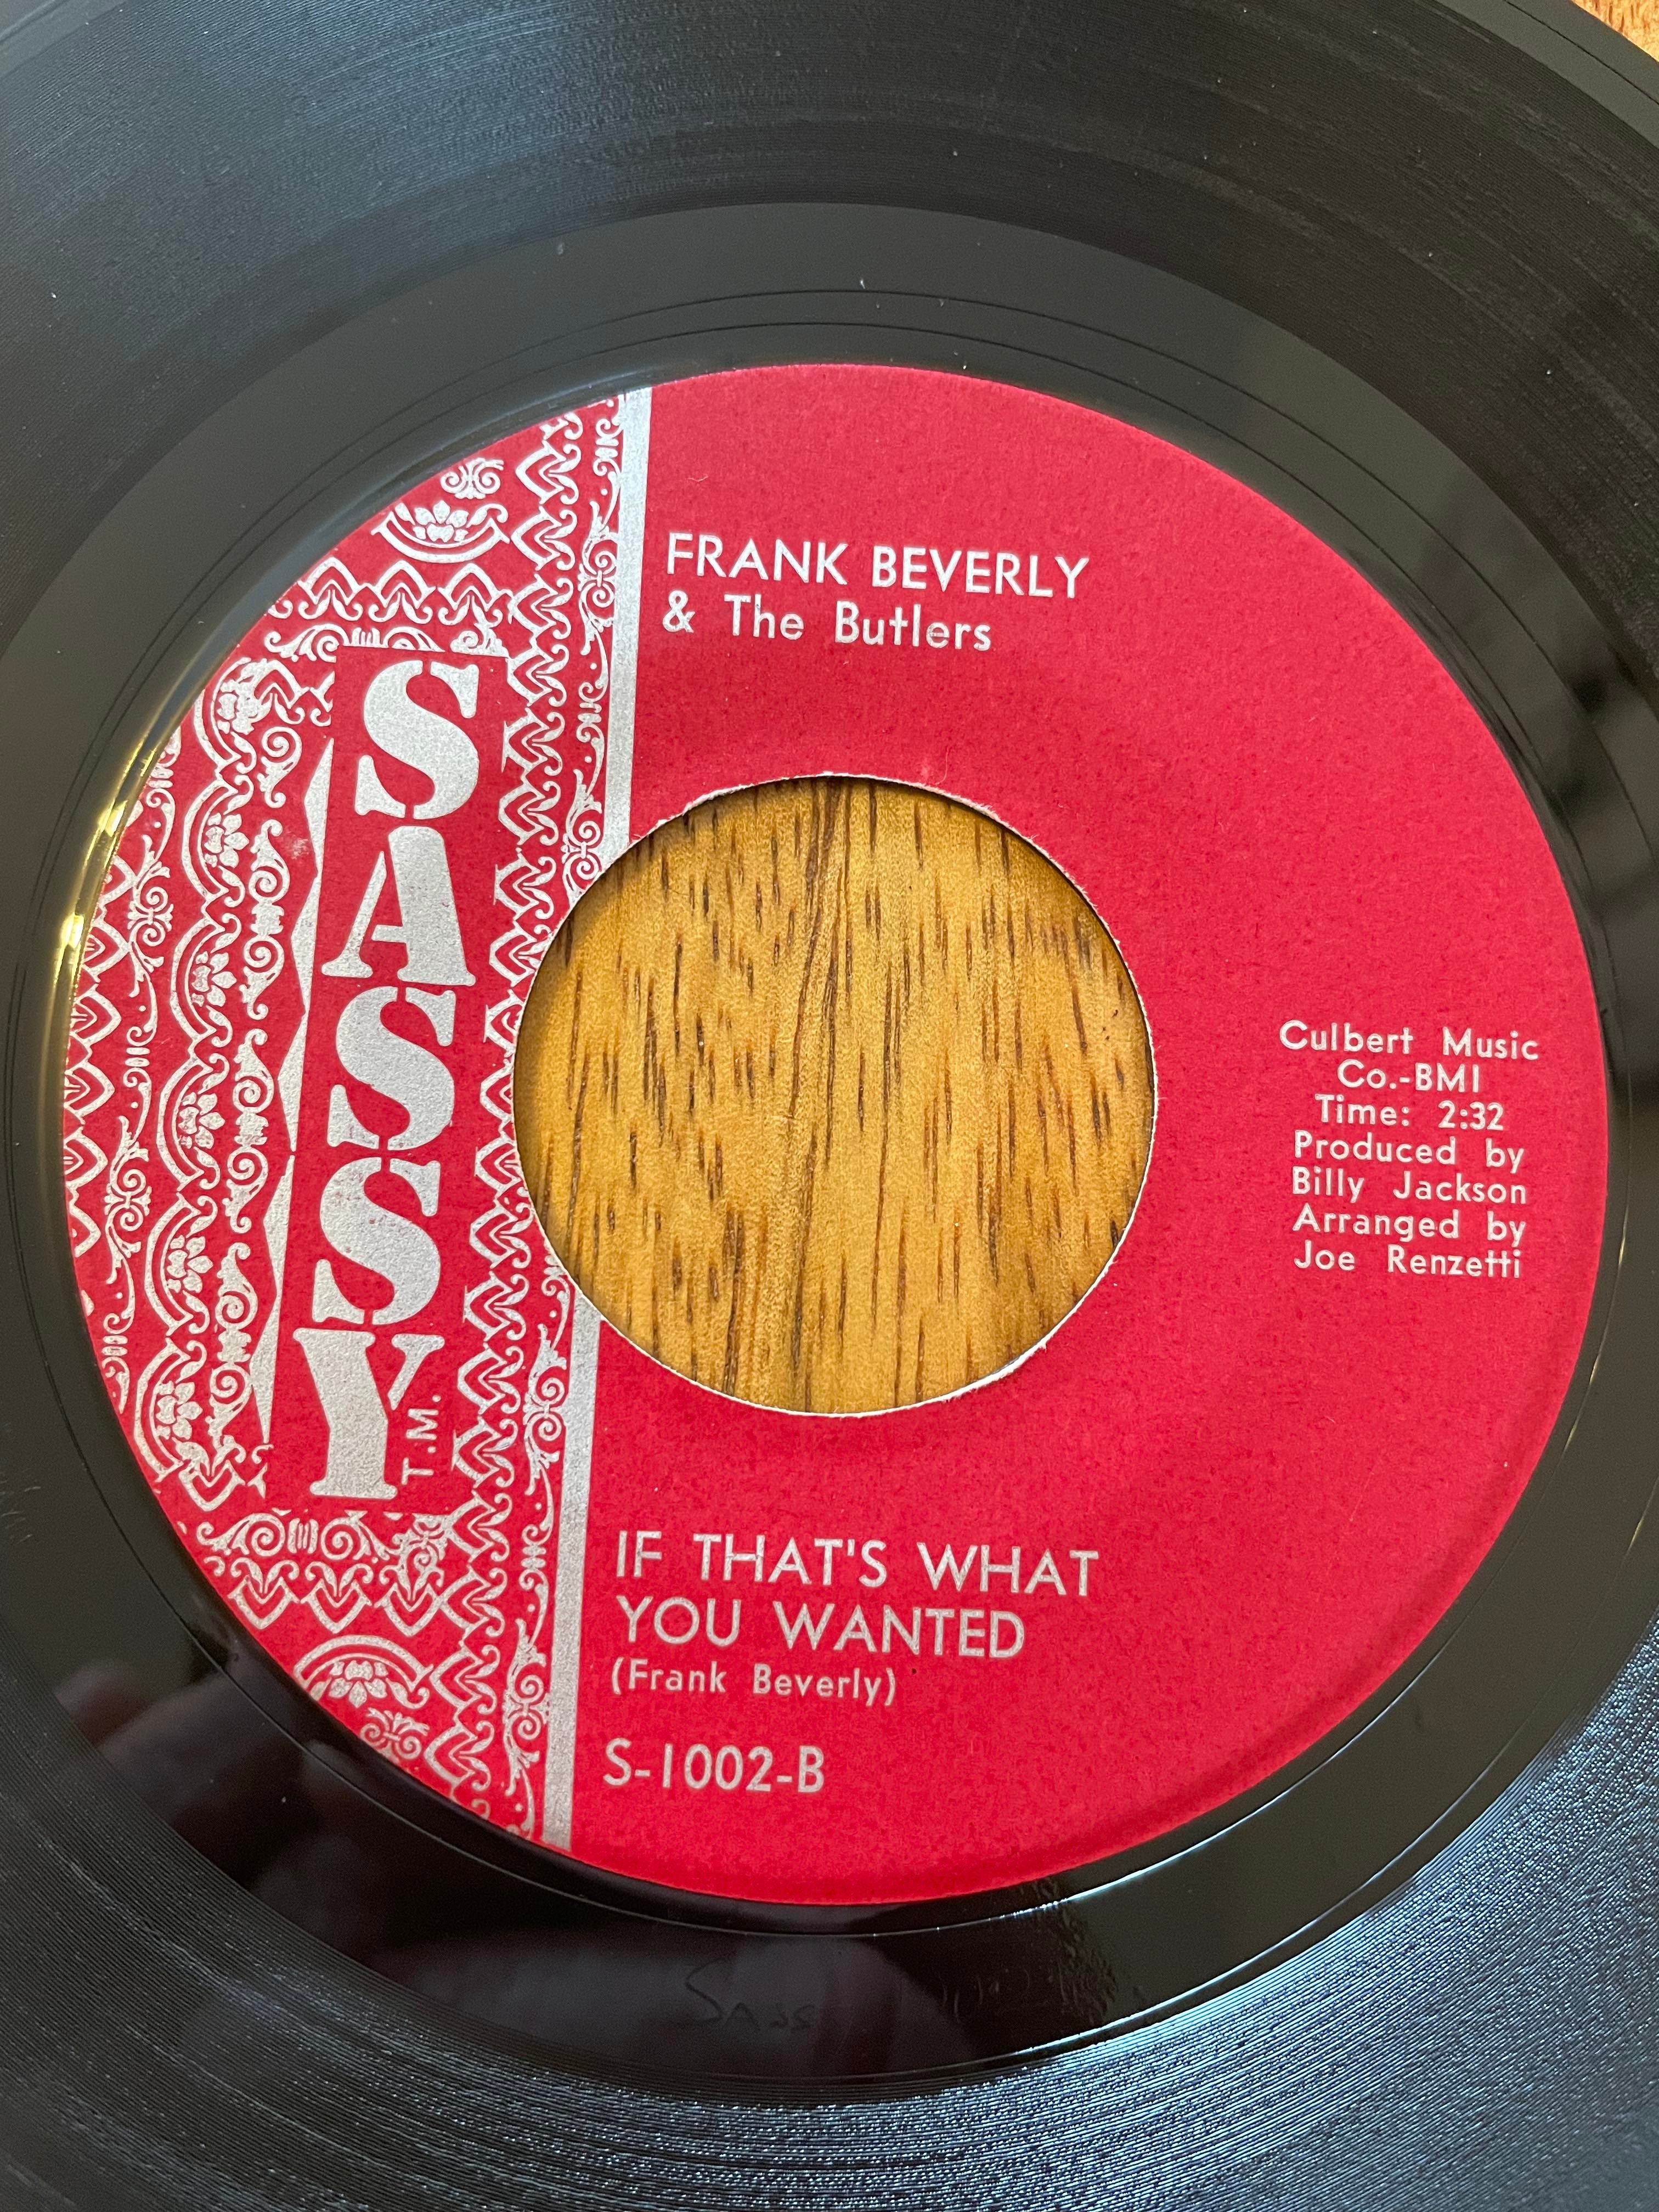 FRANK BEVERLY
& The Butlers
SASSY
T.M.
Culbert Music
Co.-BMI
Time: 2:32
Produced by
Billy Jackson
Arranged by
Joe Renzetti
IF THAT'S WHAT
YOU WANTED
(Frank Beverly)
S-1002-B